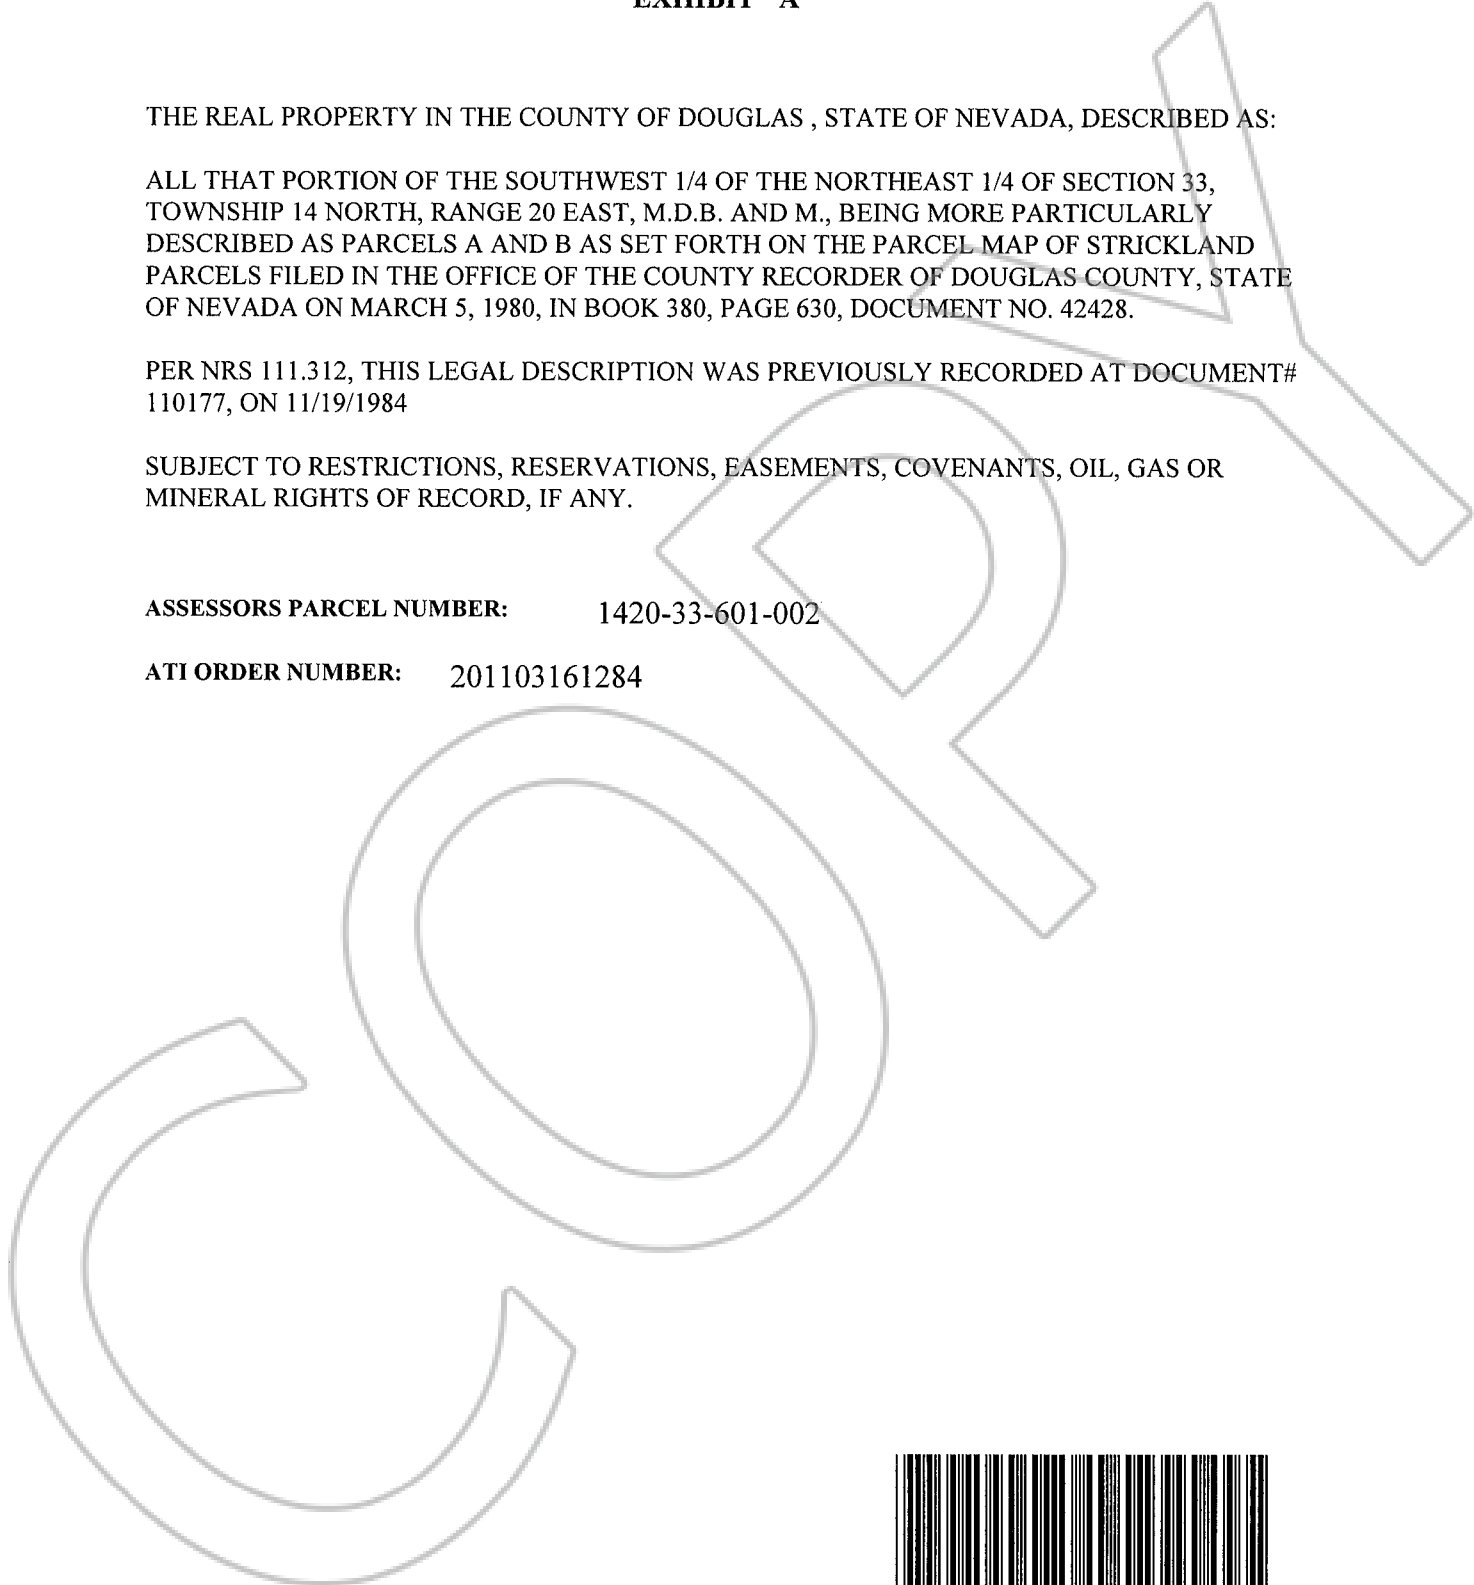 EXHIBIT A
THE REAL PROPERTY IN THE COUNTY OF DOUGLAS , STATE OF NEVADA, DESCRIBED AS:
ALL THAT PORTION OF THE SOUTHWEST 1/4 OF THE NORTHEAST 1/4 OF SECTION 33,
TOWNSHIP 14 NORTH, RANGE 20 EAST, M.D.B. AND M., BEING MORE PARTICULARLY
DESCRIBED AS PARCELS A AND B AS SET FORTH ON THE PARCEL MAP OF STRICKLAND
PARCELS FILED IN THE OFFICE OF THE COUNTY RECORDER OF DOUGLAS COUNTY, STATE
OF NEVADA ON MARCH 5, 1980, IN BOOK 380, PAGE 630, DOCUMENT NO. 42428.
PER NRS 111.312, THIS LEGAL DESCRIPTION WAS PREVIOUSLY RECORDED AT DOCUMENT#
110177, ON 11/19/1984
SUBJECT TO RESTRICTIONS, RESERVATIONS, EASEMENTS, COVENANTS, OIL, GAS OR
MINERAL RIGHTS OF RECORD, IF ANY.
ASSESSORS PARCEL NUMBER: 1420-33-601-002
ATI ORDER NUMBER: 201103161284
COPY